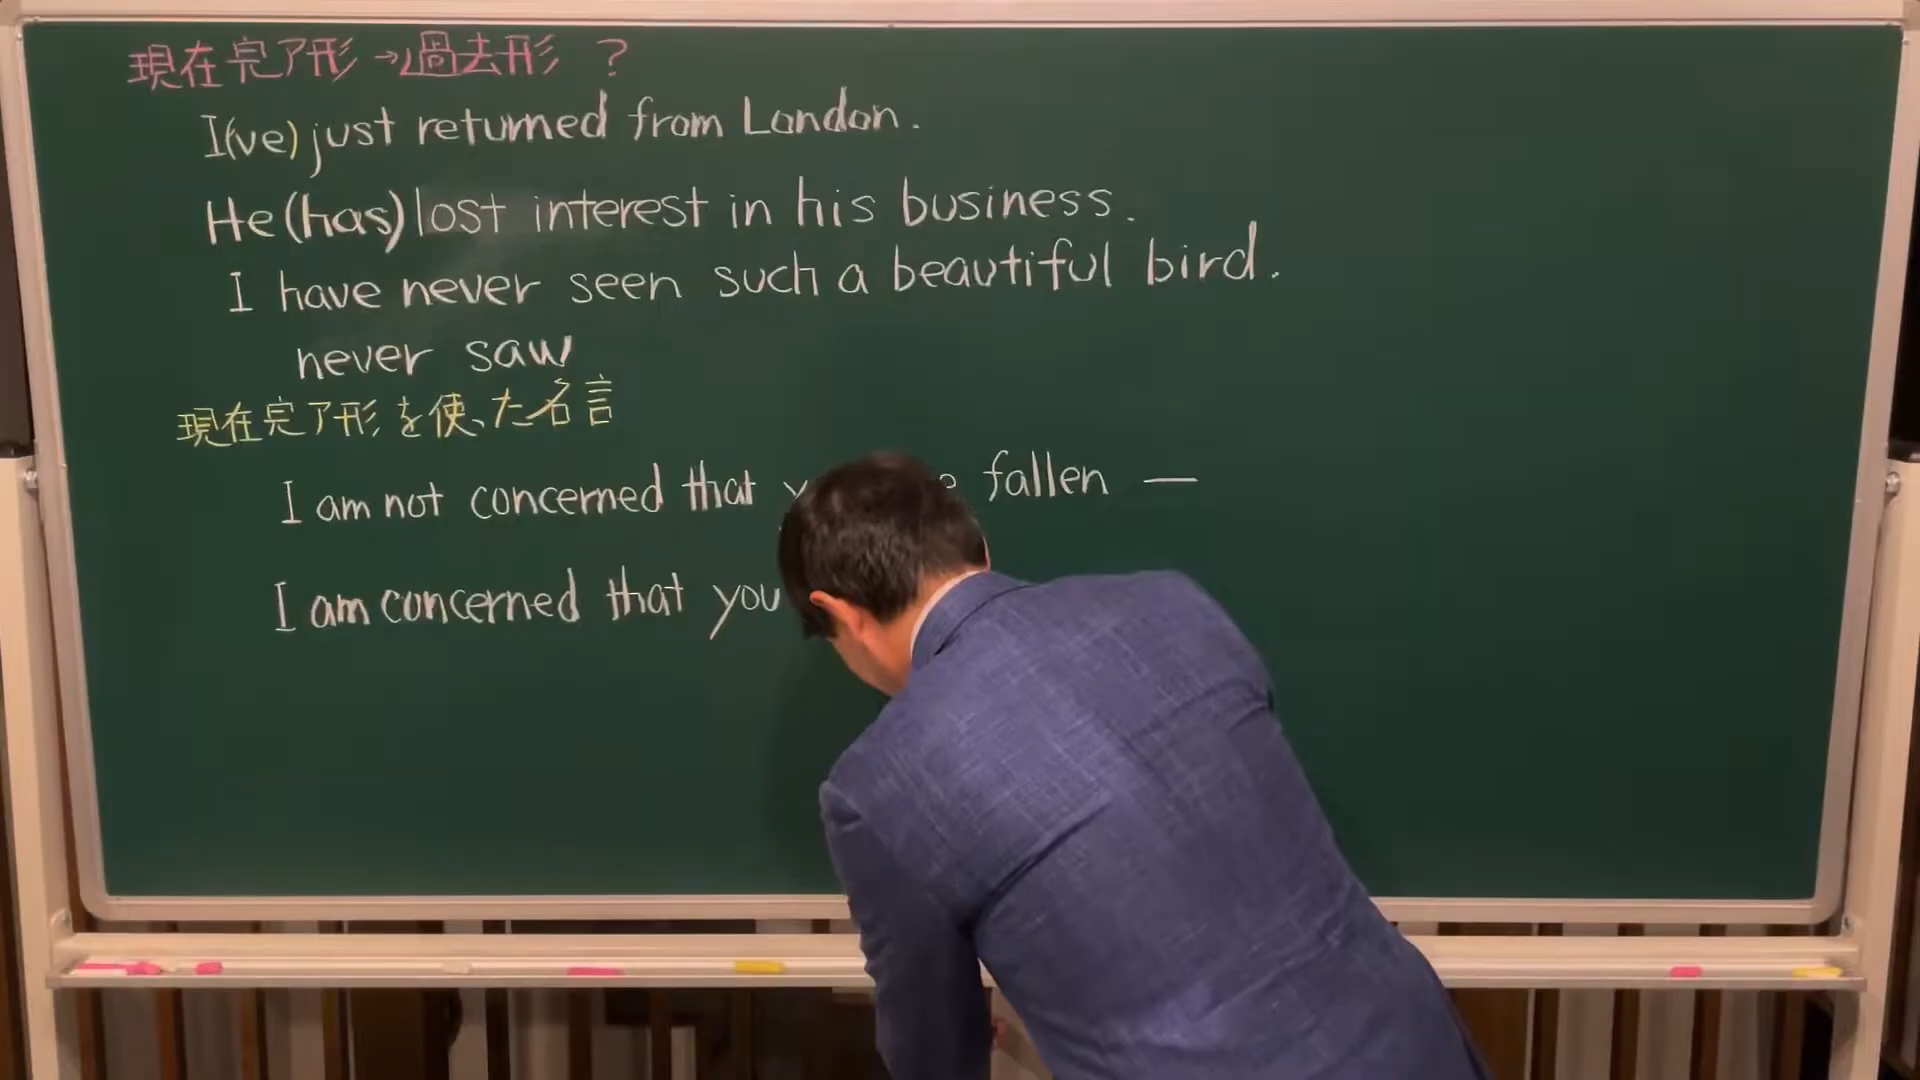 現在完了形→過去形 ?
I(ve) just returned from London.
He (has) lost interest in his business.
I have never seen such a beautiful bird.
never saw
現在完了形を使った名言
I am not concerned that fallen —
I am concerned that you